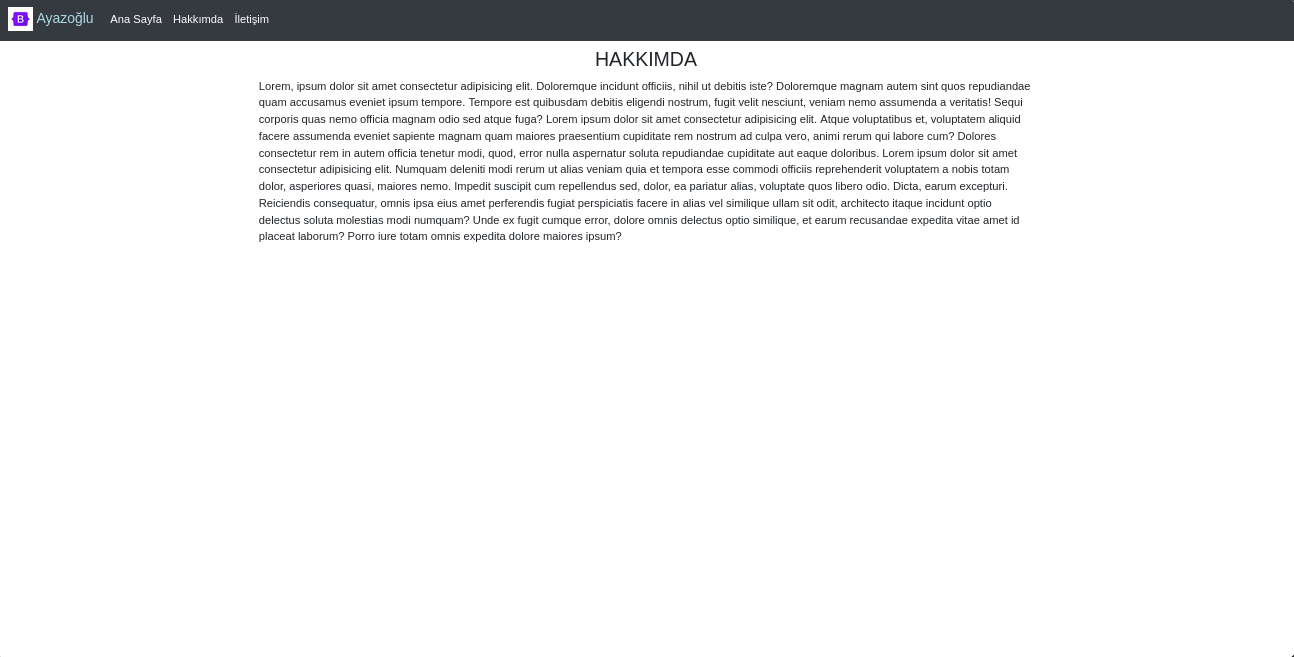 B Ayazoğlu Ana Sayfa Hakkımda İletişim
HAKKIMDA
Lorem, ipsum dolor sit amet consectetur adipisicing elit. Doloremque incidunt officiis, nihil ut debitis iste? Doloremque magnam autem sint quos repudiandae
quam accusamus eveniet ipsum tempore. Tempore est quibusdam debitis eligendi nostrum, fugit velit nesciunt, veniam nemo assumenda a veritatis! Sequi
corporis quas nemo officia magnam odio sed atque fuga? Lorem ipsum dolor sit amet consectetur adipisicing elit. Atque voluptatibus et, voluptatem aliquid
facere assumenda eveniet sapiente magnam quam maiores praesentium cupiditate rem nostrum ad culpa vero, animi rerum qui labore cum? Dolores
consectetur rem in autem officia tenetur modi, quod, error nulla aspernatur soluta repudiandae cupiditate aut eaque doloribus. Lorem ipsum dolor sit amet
consectetur adipisicing elit. Numquam deleniti modi rerum ut alias veniam quia et tempora esse commodi officiis reprehenderit voluptatem a nobis totam
dolor, asperiores quasi, maiores nemo. Impedit suscipit cum repellendus sed, dolor, ea pariatur alias, voluptate quos libero odio. Dicta, earum excepturi.
Reiciendis consequatur, omnis ipsa eius amet perferendis fugiat perspiciatis facere in alias vel similique ullam sit odit, architecto itaque incidunt optio
delectus soluta molestias modi numquam? Unde ex fugit cumque error, dolore omnis delectus optio similique, et earum recusandae expedita vitae amet id
placeat laborum? Porro iure totam omnis expedita dolore maiores ipsum?